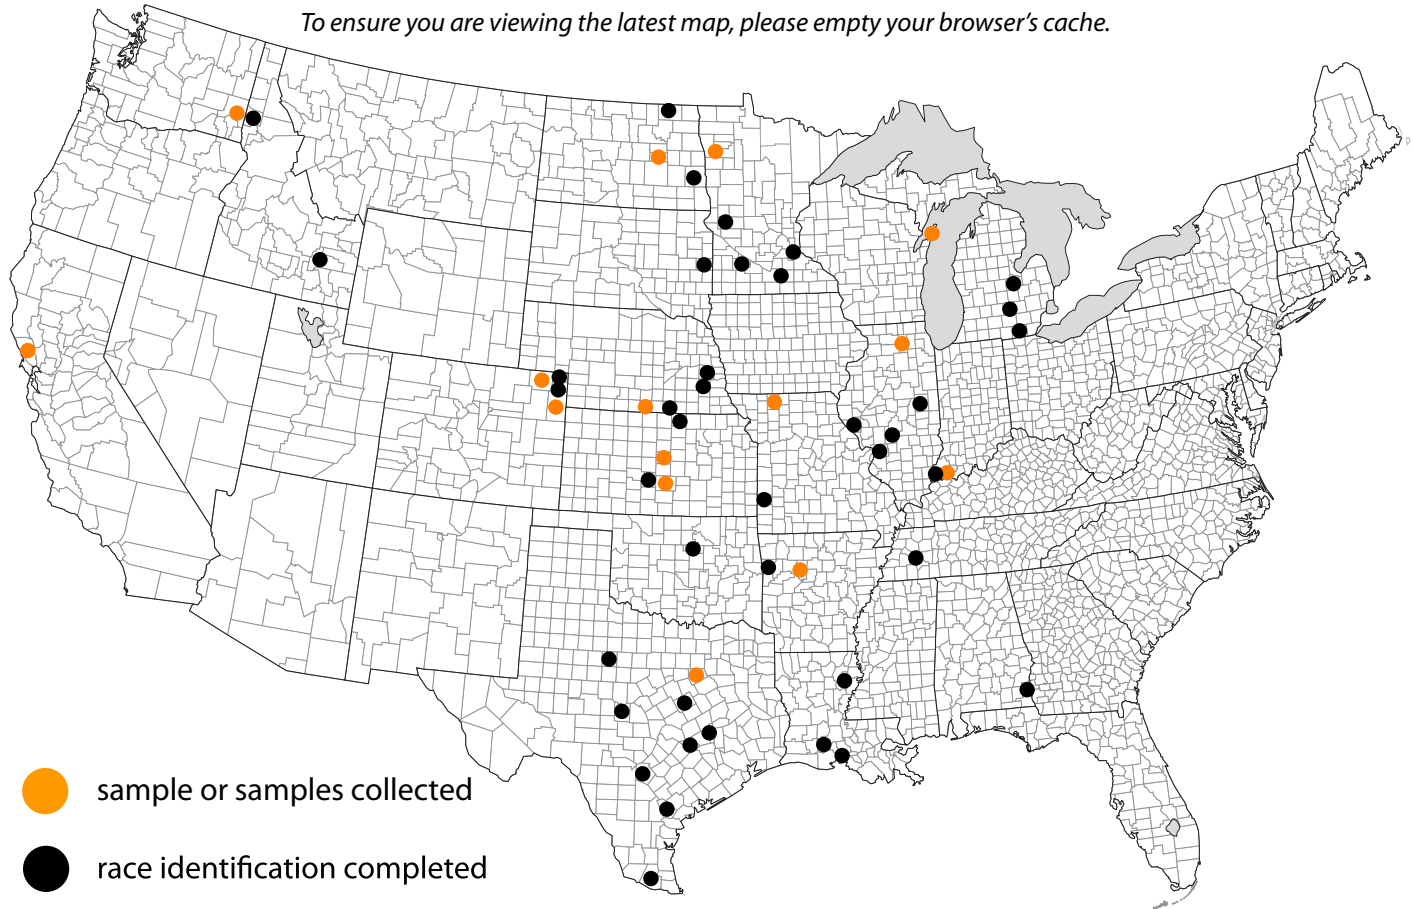 To ensure you are viewing the latest map, please empty your browser’s cache.
sample or samples collected
race identification completed